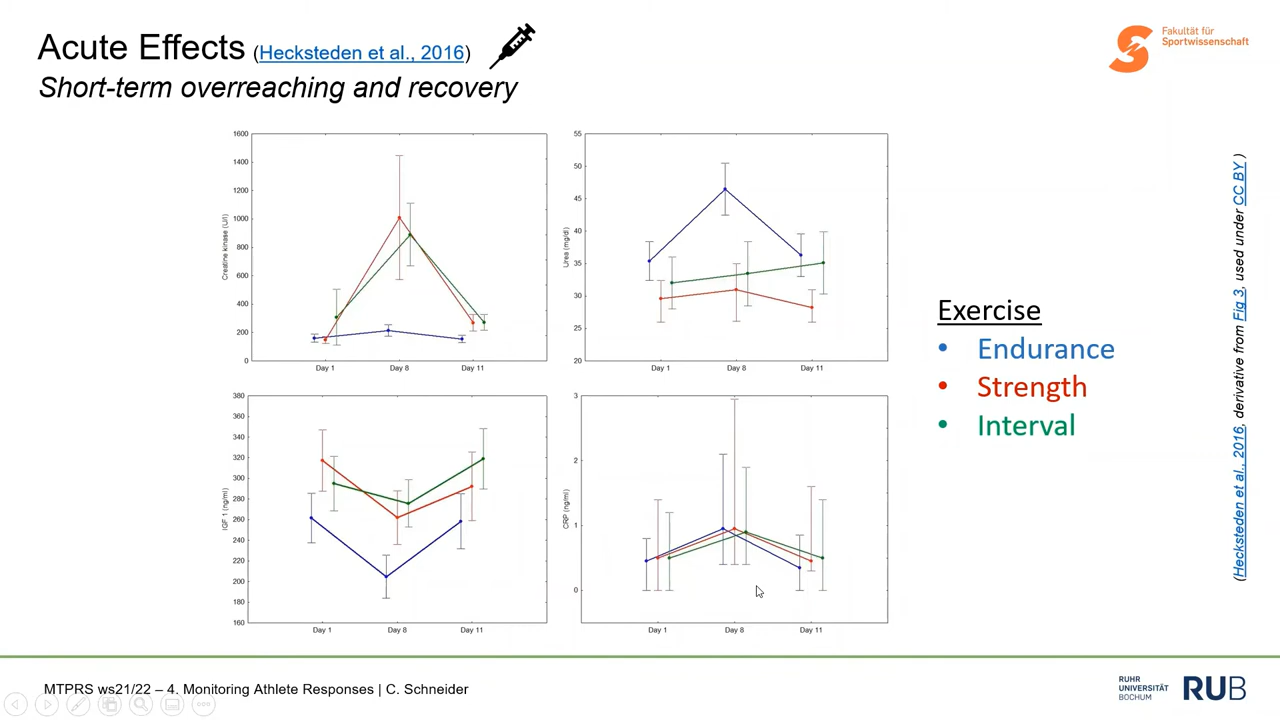 Acute Effects (Hecksteden et al., 2016)
Short-term overreaching and recovery
Fakultät für
Sportwissenschaft
1600
1400
1200
1000
800
600
400
200
0
Creatine kinase (U/l)
Day 1 Day 8 Day 11
55
50
45
40
35
30
25
20
Urea (mg/dl)
Day 1 Day 8 Day 11
380
360
340
320
300
280
260
240
220
200
180
160
IGF 1 (ng/ml)
Day 1 Day 8 Day 11
3
2
1
0
CRP (ng/ml)
Day 1 Day 8 Day 11
Exercise
• Endurance
• Strength
• Interval
(Hecksteden et al., 2016, derivative from Fig 3, used under CC BY )
MTPRS ws21/22 – 4. Monitoring Athlete Responses | C. Schneider
RUHR
UNIVERSITÄT
BOCHUM
RUB